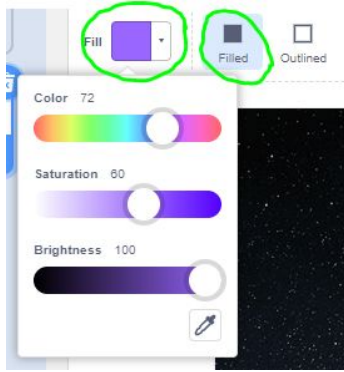 Fill
Filled Outlined
Color 72
Saturation 60
Brightness 100